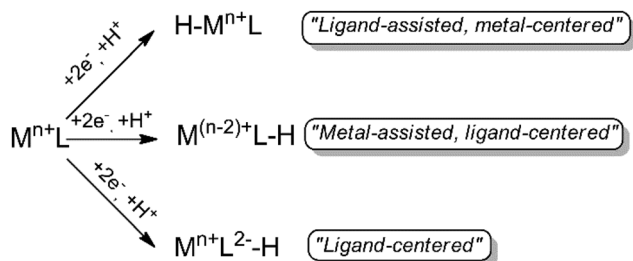 H-Mⁿ⁺L
"Ligand-assisted, metal-centered"
+2e⁻, +H⁺
Mⁿ⁺L
+2e⁻, +H⁺
M⁽ⁿ⁻²⁾⁺L-H
"Metal-assisted, ligand-centered"
+2e⁻, +H⁺
Mⁿ⁺L²⁻-H
"Ligand-centered"